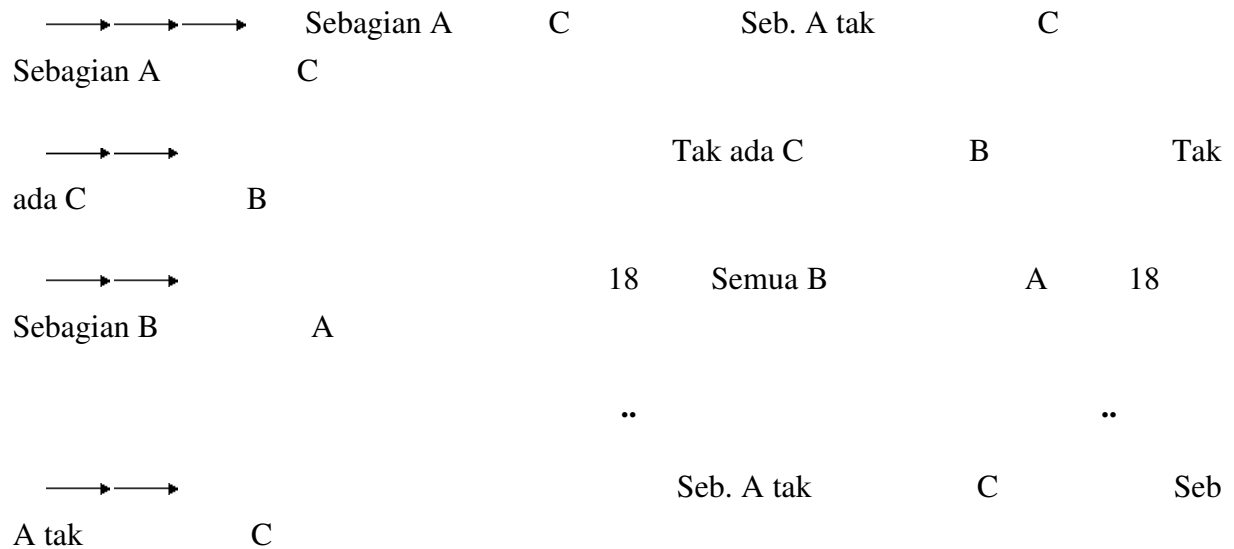 Sebagian A C Seb. A tak C
Sebagian A C
Tak ada C B Tak
ada C B
18 Semua B A 18
Sebagian B A
.. ..
Seb. A tak C Seb
A tak C